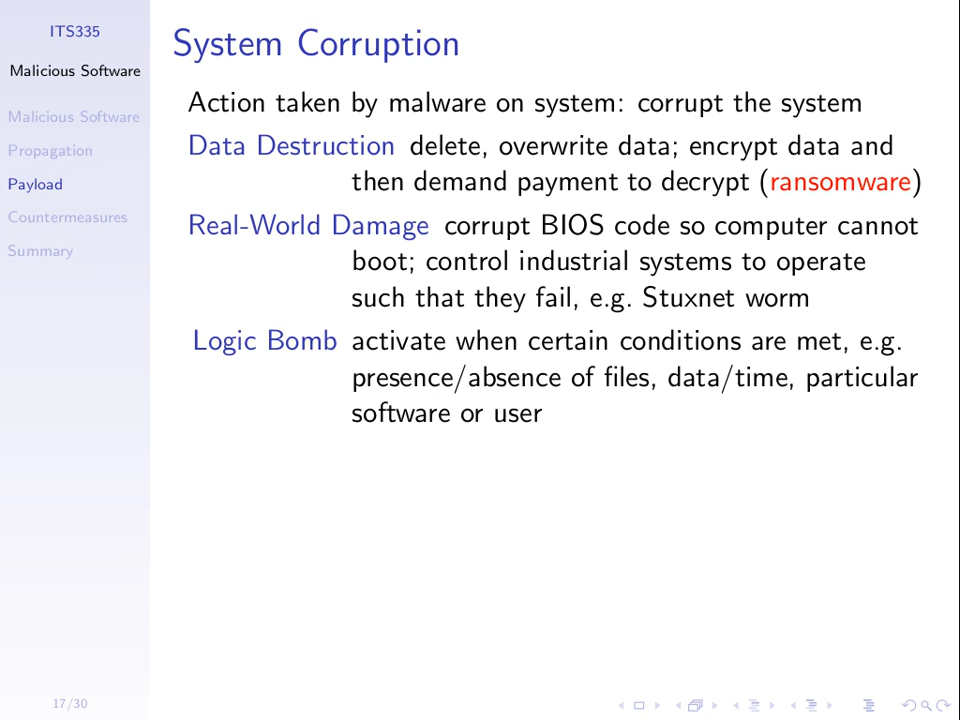 ITS335
Malicious Software
Malicious Software
Propagation
Payload
Countermeasures
Summary
System Corruption
Action taken by malware on system: corrupt the system
Data Destruction delete, overwrite data; encrypt data and
then demand payment to decrypt (ransomware)
Real-World Damage corrupt BIOS code so computer cannot
boot; control industrial systems to operate
such that they fail, e.g. Stuxnet worm
Logic Bomb activate when certain conditions are met, e.g.
presence/absence of files, data/time, particular
software or user
17/30